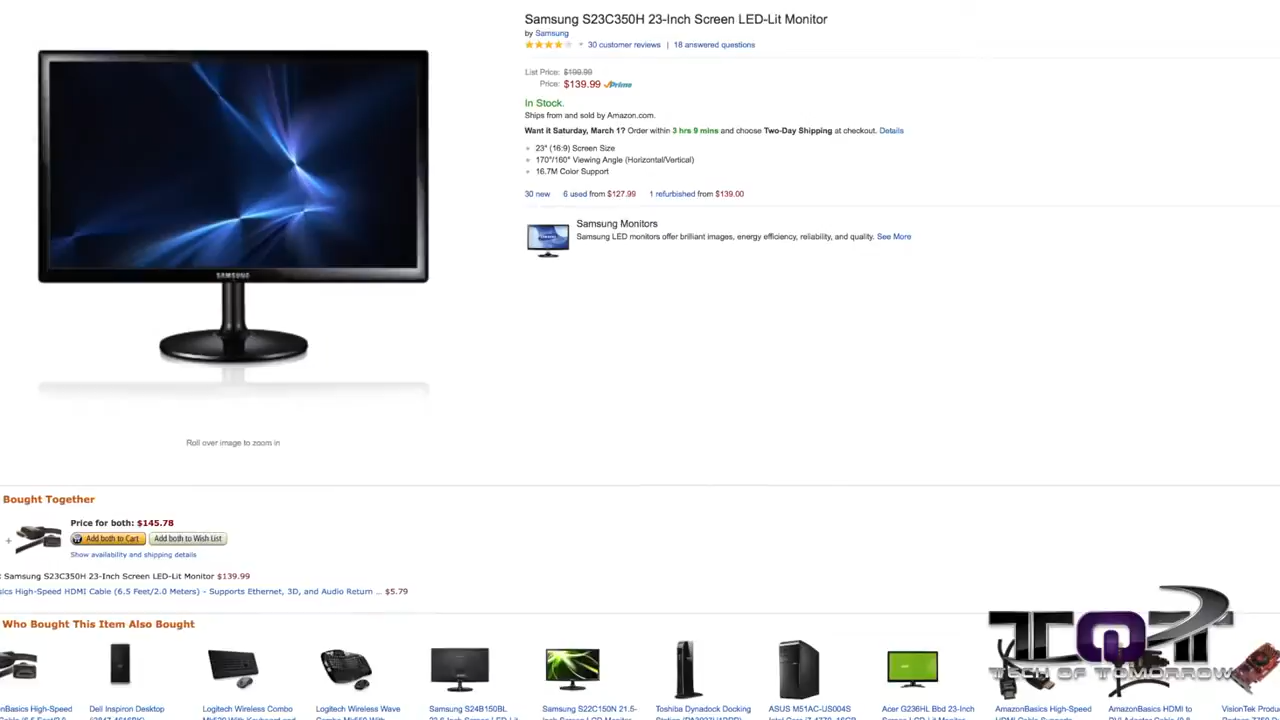 Samsung S23C350H 23-Inch Screen LED-Lit Monitor
by Samsung
30 customer reviews | 18 answered questions
List Price: $199.99
Price: $139.99 Prime
In Stock.
Ships from and sold by Amazon.com.
Want it Saturday, March 1? Order within 3 hrs 9 mins and choose Two-Day Shipping at checkout. Details
23" (16:9) Screen Size
170°/160° Viewing Angle (Horizontal/Vertical)
16.7M Color Support
30 new 6 used from $127.99 1 refurbished from $139.00
Samsung Monitors
Samsung LED monitors offer brilliant images, energy efficiency, reliability, and quality. See More
SAMSUNG
Roll over image to zoom in
Bought Together
Price for both: $145.78
Add both to Cart Add both to Wish List
Show availability and shipping details
Samsung S23C350H 23-Inch Screen LED-Lit Monitor $139.99
sics High-Speed HDMI Cable (6.5 Feet/2.0 Meters) - Supports Ethernet, 3D, and Audio Return ... $5.79
Who Bought This Item Also Bought
TQT
TECH OF TOMORROW
onBasics High-Speed Dell Inspiron Desktop Logitech Wireless Combo Logitech Wireless Wave Samsung S24B150BL Samsung S22C150N 21.5- Toshiba Dynadock Docking ASUS M51AC-US004S Acer G236HL Bbd 23-Inch AmazonBasics High-Speed AmazonBasics HDMI to VisionTek Produ